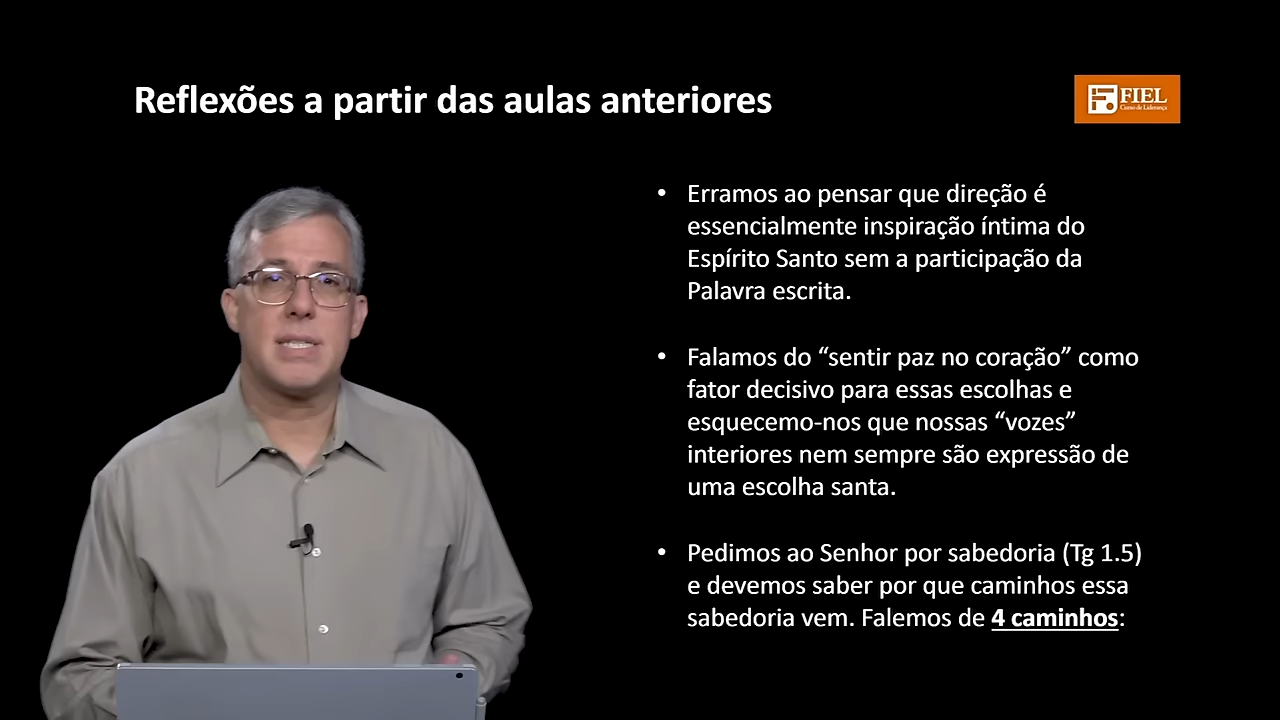 Reflexões a partir das aulas anteriores
FIEL
Curso de Liderança
• Erramos ao pensar que direção é
essencialmente inspiração íntima do
Espírito Santo sem a participação da
Palavra escrita.
• Falamos do “sentir paz no coração” como
fator decisivo para essas escolhas e
esquecemo-nos que nossas “vozes”
interiores nem sempre são expressão de
uma escolha santa.
• Pedimos ao Senhor por sabedoria (Tg 1.5)
e devemos saber por que caminhos essa
sabedoria vem. Falemos de 4 caminhos: